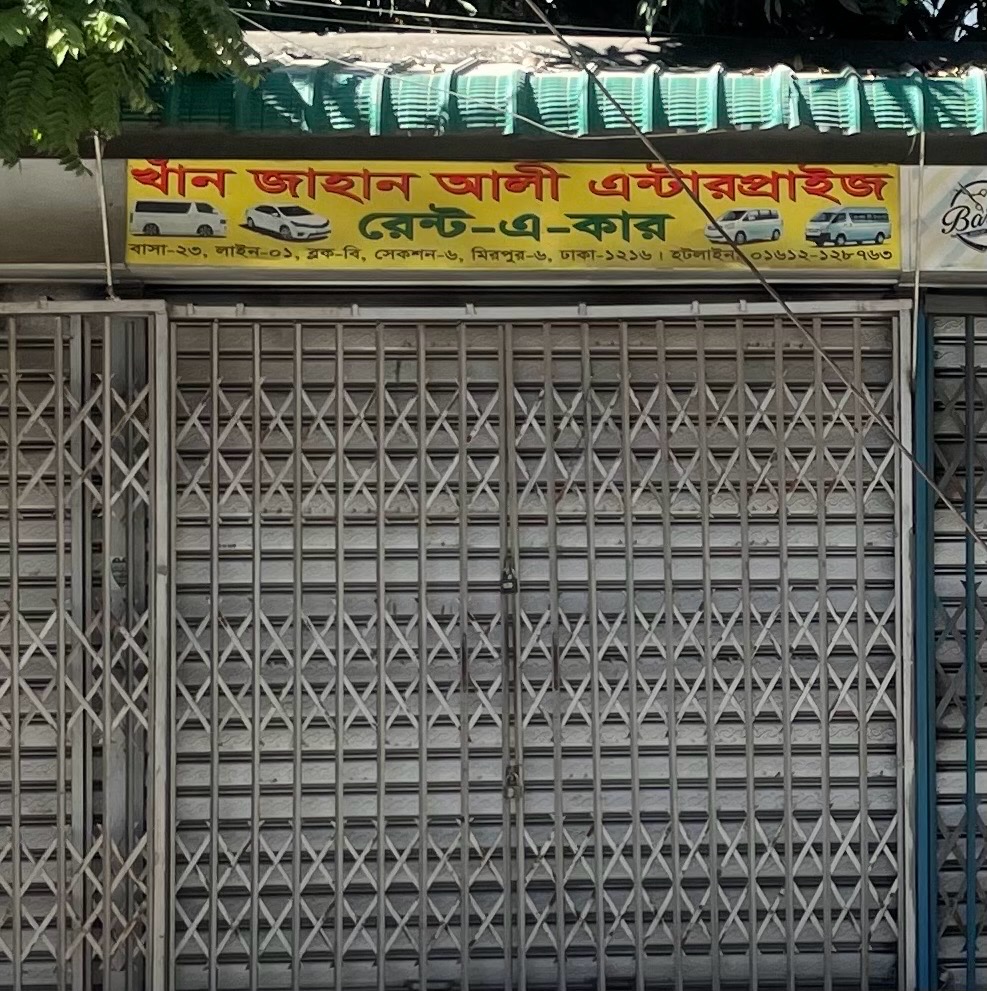 খাঁন জাহান আলী এন্টারপ্রাইজ
রেন্ট-এ-কার
বাসা-২৩, লাইন-০১, ব্লক-বি, সেকশন-৬, মিরপুর-৬, ঢাকা-১২১৬। হটলাইন: ০১৬১২-১২৮৭৬৩